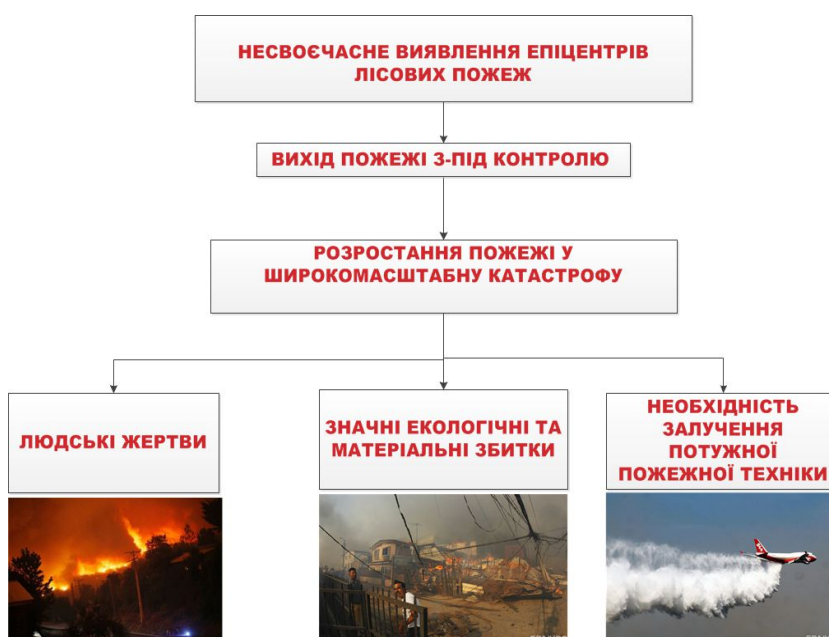 НЕСВОЄЧАСНЕ ВИЯВЛЕННЯ ЕПІЦЕНТРІВ
ЛІСОВИХ ПОЖЕЖ
ВИХІД ПОЖЕЖІ З-ПІД КОНТРОЛЮ
РОЗРОСТАННЯ ПОЖЕЖІ У
ШИРОКОМАСШТАБНУ КАТАСТРОФУ
ЛЮДСЬКІ ЖЕРТВИ
ЗНАЧНІ ЕКОЛОГІЧНІ ТА
МАТЕРІАЛЬНІ ЗБИТКИ
НЕОБХІДНІСТЬ
ЗАЛУЧЕННЯ
ПОТУЖНОЇ
ПОЖЕЖНОЇ ТЕХНІКИ